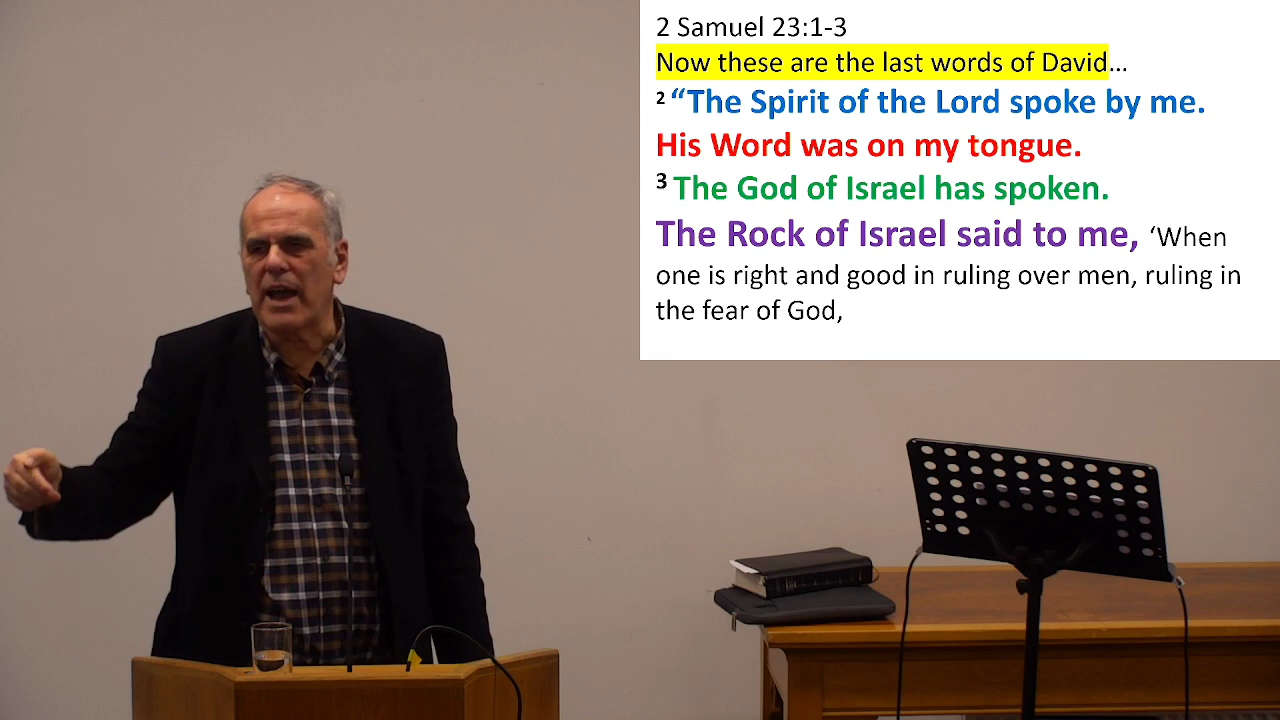 2 Samuel 23:1-3
Now these are the last words of David…
2 “The Spirit of the Lord spoke by me.
His Word was on my tongue.
3 The God of Israel has spoken.
The Rock of Israel said to me, ‘When
one is right and good in ruling over men, ruling in
the fear of God,